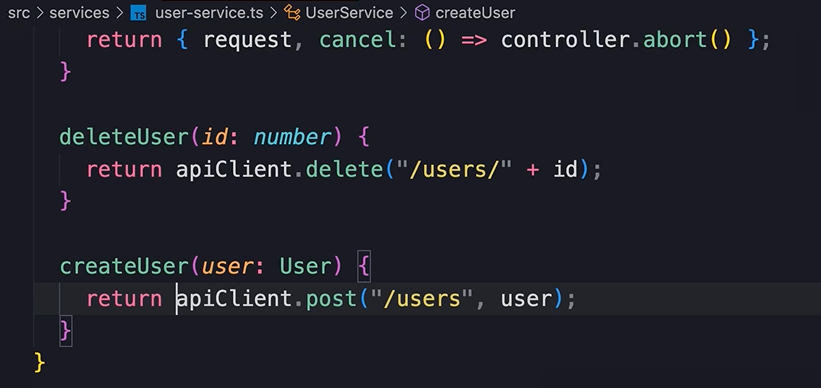 src > services > TS user-service.ts > UserService > createUser
return { request, cancel: () => controller.abort() };
}
deleteUser(id: number) {
return apiClient.delete("/users/" + id);
}
createUser(user: User) {
return apiClient.post("/users", user);
}
}